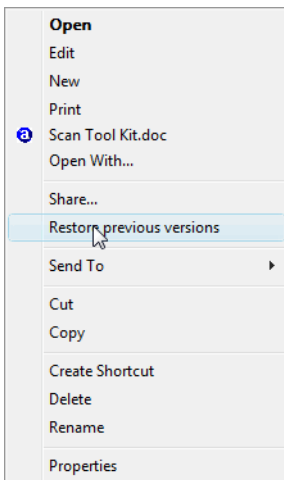 Open
Edit
New
Print
Scan Tool Kit.doc
Open With...
Share...
Restore previous versions
Send To
Cut
Copy
Create Shortcut
Delete
Rename
Properties